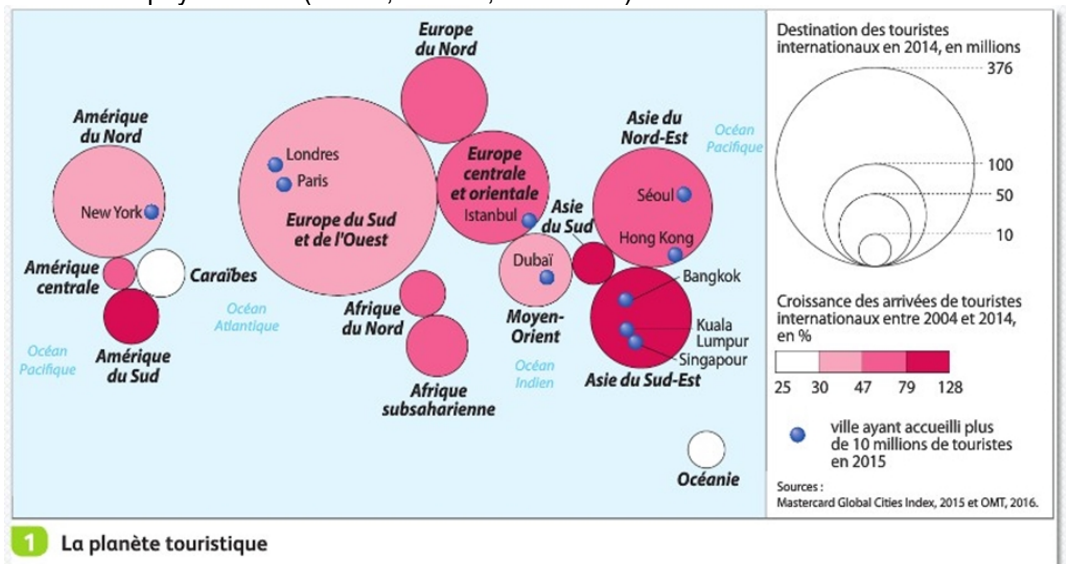 Europe
du Nord
Amérique
du Nord
New York
Londres
Paris
Europe du Sud
et de l'Ouest
Europe
centrale
et orientale
Istanbul
Asie
du Sud
Asie du
Nord-Est
Océan
Pacifique
Séoul
Hong Kong
Dubaï
Bangkok
Kuala
Lumpur
Singapour
Amérique
centrale
Caraïbes
Océan
Atlantique
Afrique
du Nord
Moyen-
Orient
Océan
Indien
Asie du Sud-Est
Océan
Pacifique
Amérique
du Sud
Afrique
subsaharienne
Océanie
Destination des touristes
internationaux en 2014, en millions
376
100
50
10
Croissance des arrivées de touristes
internationaux entre 2004 et 2014,
en %
25 30 47 79 128
ville ayant accueilli plus
de 10 millions de touristes
en 2015
Sources :
Mastercard Global Cities Index, 2015 et OMT, 2016.
1 La planète touristique